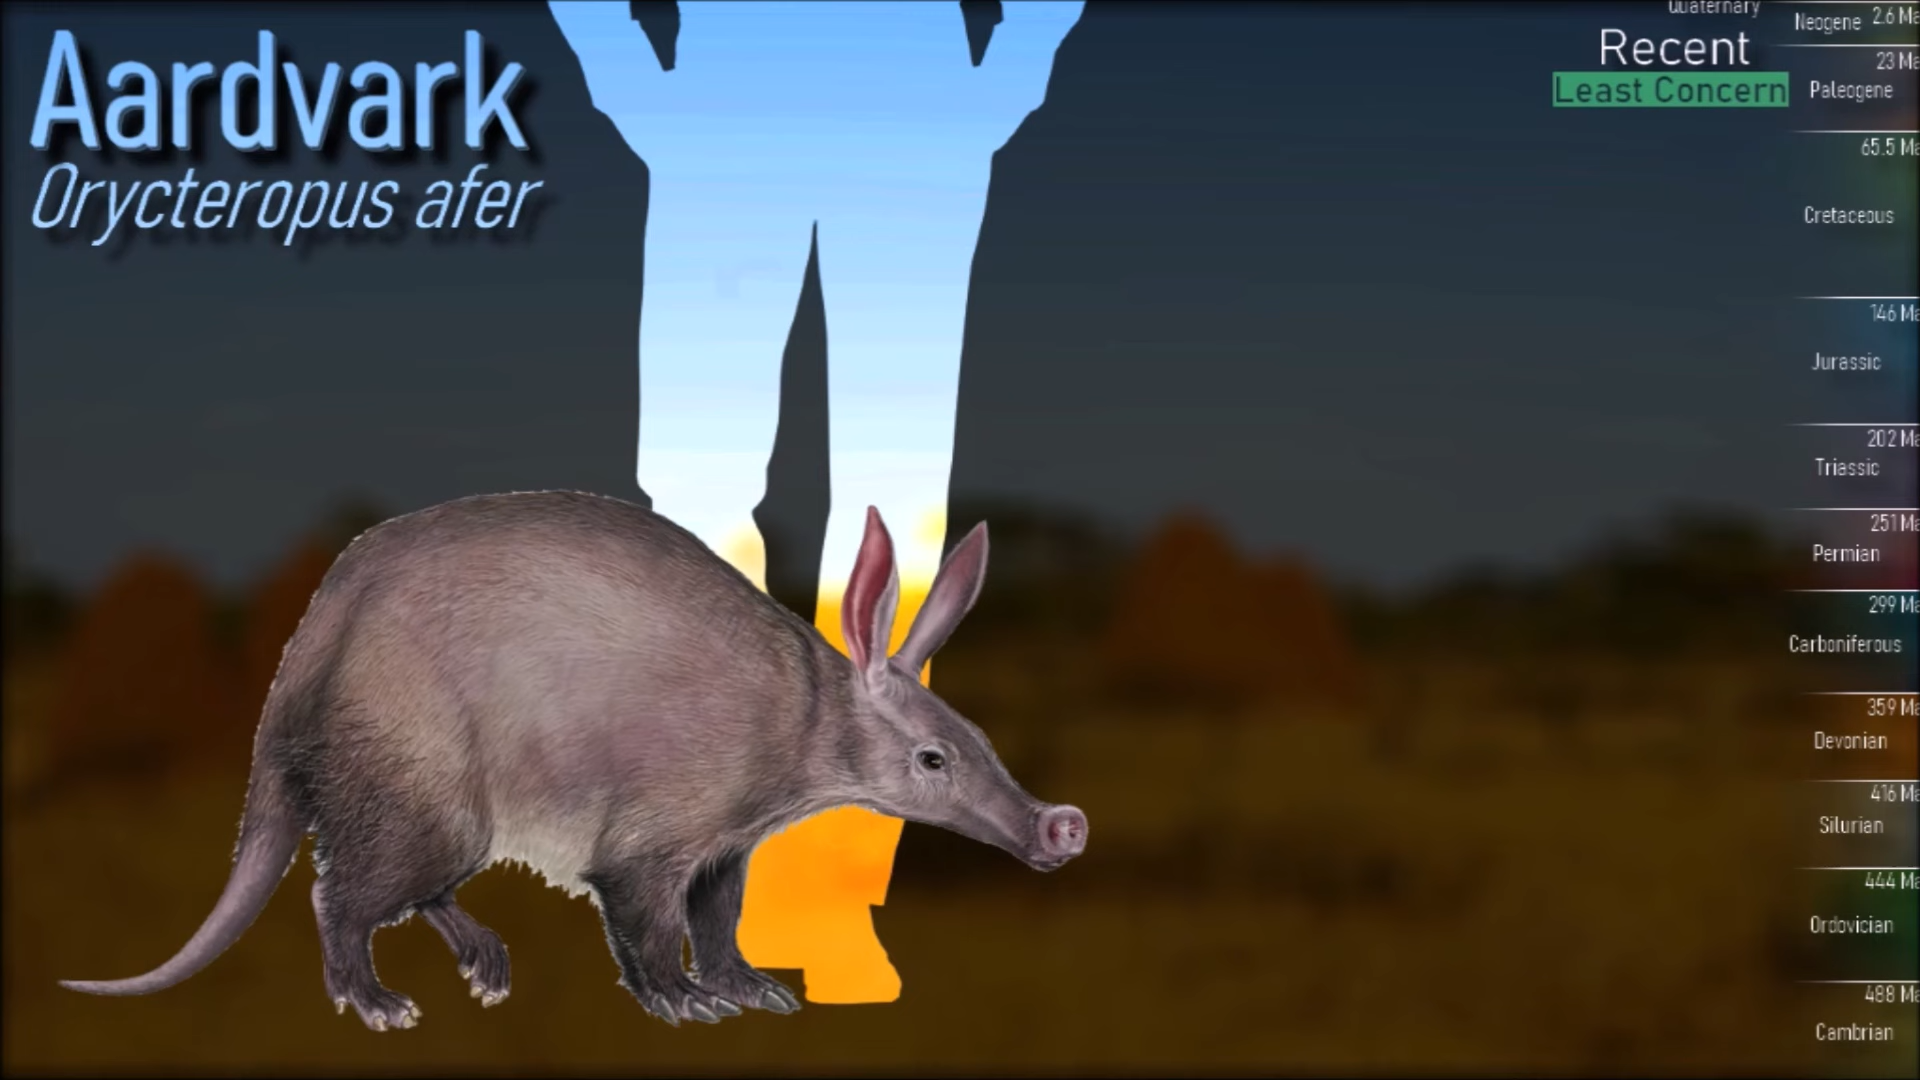 Aardvark
Orycteropus afer
Quaternary
Recent
Least Concern
2.6 Ma
Neogene
23 Ma
Paleogene
65.5 Ma
Cretaceous
146 Ma
Jurassic
202 Ma
Triassic
251 Ma
Permian
299 Ma
Carboniferous
359 Ma
Devonian
416 Ma
Silurian
444 Ma
Ordovician
488 Ma
Cambrian